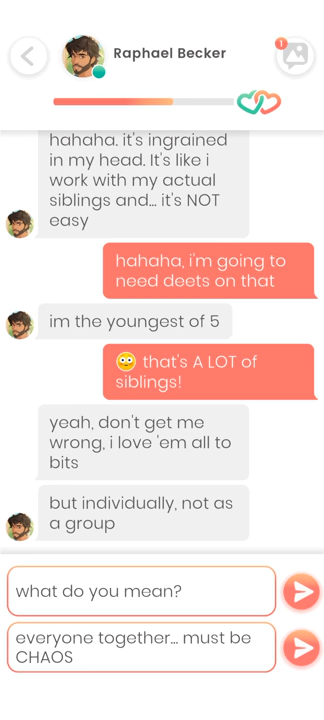 Raphael Becker
1
hahaha. it's ingrained
in my head. It's like i
work with my actual
siblings and... it's NOT
easy
hahaha, i'm going to
need deets on that
im the youngest of 5
😳 that's A LOT of
siblings!
yeah, don't get me
wrong, i love 'em all to
bits
but individually, not as
a group
what do you mean?
everyone together... must be
CHAOS